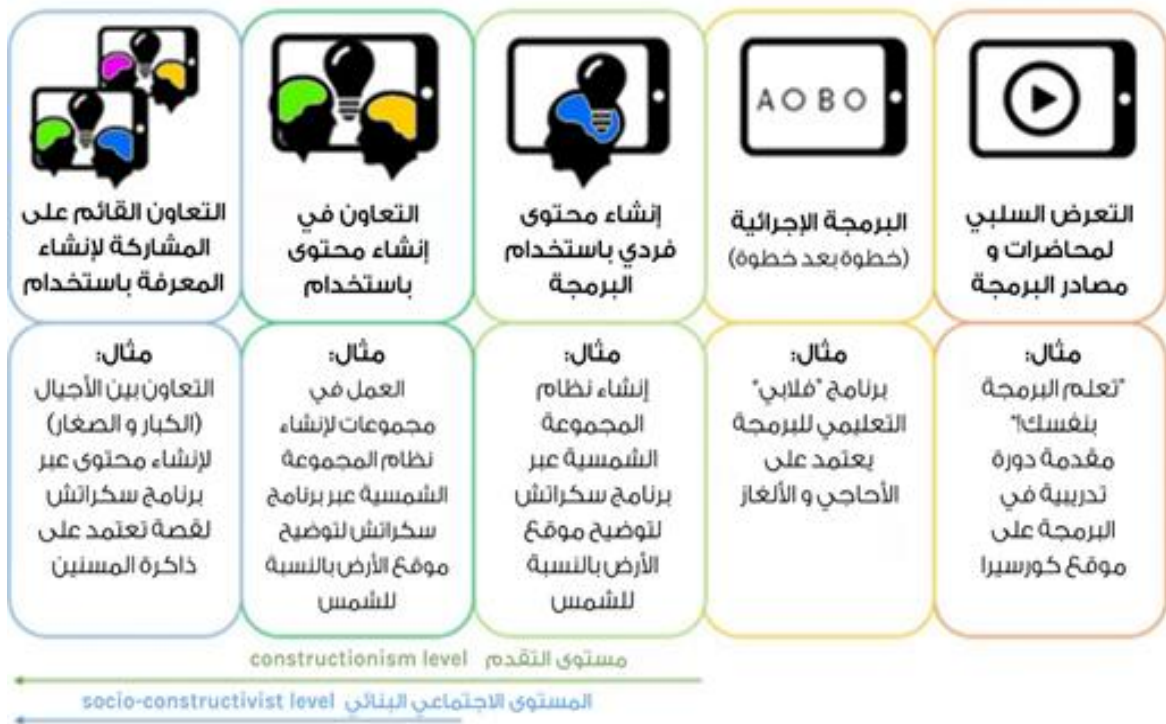 التعرض السلبي
لمحاضرات و
مصادر البرمجة
مثال:
"تعلم البرمجة
بنفسك!"
مقدمة دورة
تدريبية في
البرمجة على
موقع كورسيرا
A O B O
البرمجة الإجرائية
(خطوة بعد خطوة)
مثال:
برنامج "فلابي"
التعليمي للبرمجة
يعتمد على
الأحاجي و الألغاز
إنشاء محتوى
فردي باستخدام
البرمجة
مثال:
إنشاء نظام
المجموعة
الشمسية عبر
برنامج سكراتش
لتوضيح موقع
الأرض بالنسبة
للشمس
التعاون في
إنشاء محتوى
باستخدام
مثال:
العمل في
مجموعات لإنشاء
نظام المجموعة
الشمسية عبر برنامج
سكراتش لتوضيح
موقع الأرض بالنسبة
للشمس
التعاون القائم على
المشاركة لإنشاء
المعرفة باستخدام
مثال:
التعاون بين الأجيال
(الكبار و الصغار)
لإنشاء محتوى عبر
برنامج سكراتش
لقصة تعتمد على
ذاكرة المسنين
مستوى التقدم constructionism level
المستوى الاجتماعي البنائي socio-constructivist level